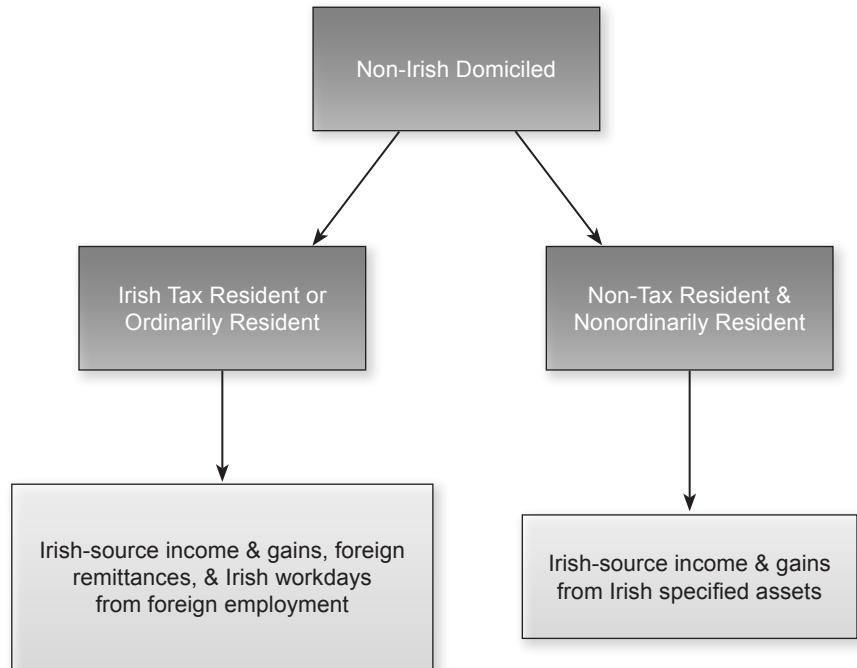 Non-Irish Domiciled
Irish Tax Resident or
Ordinarily Resident
Non-Tax Resident &
Nonordinarily Resident
Irish-source income & gains, foreign
remittances, & Irish workdays
from foreign employment
Irish-source income & gains
from Irish specified assets